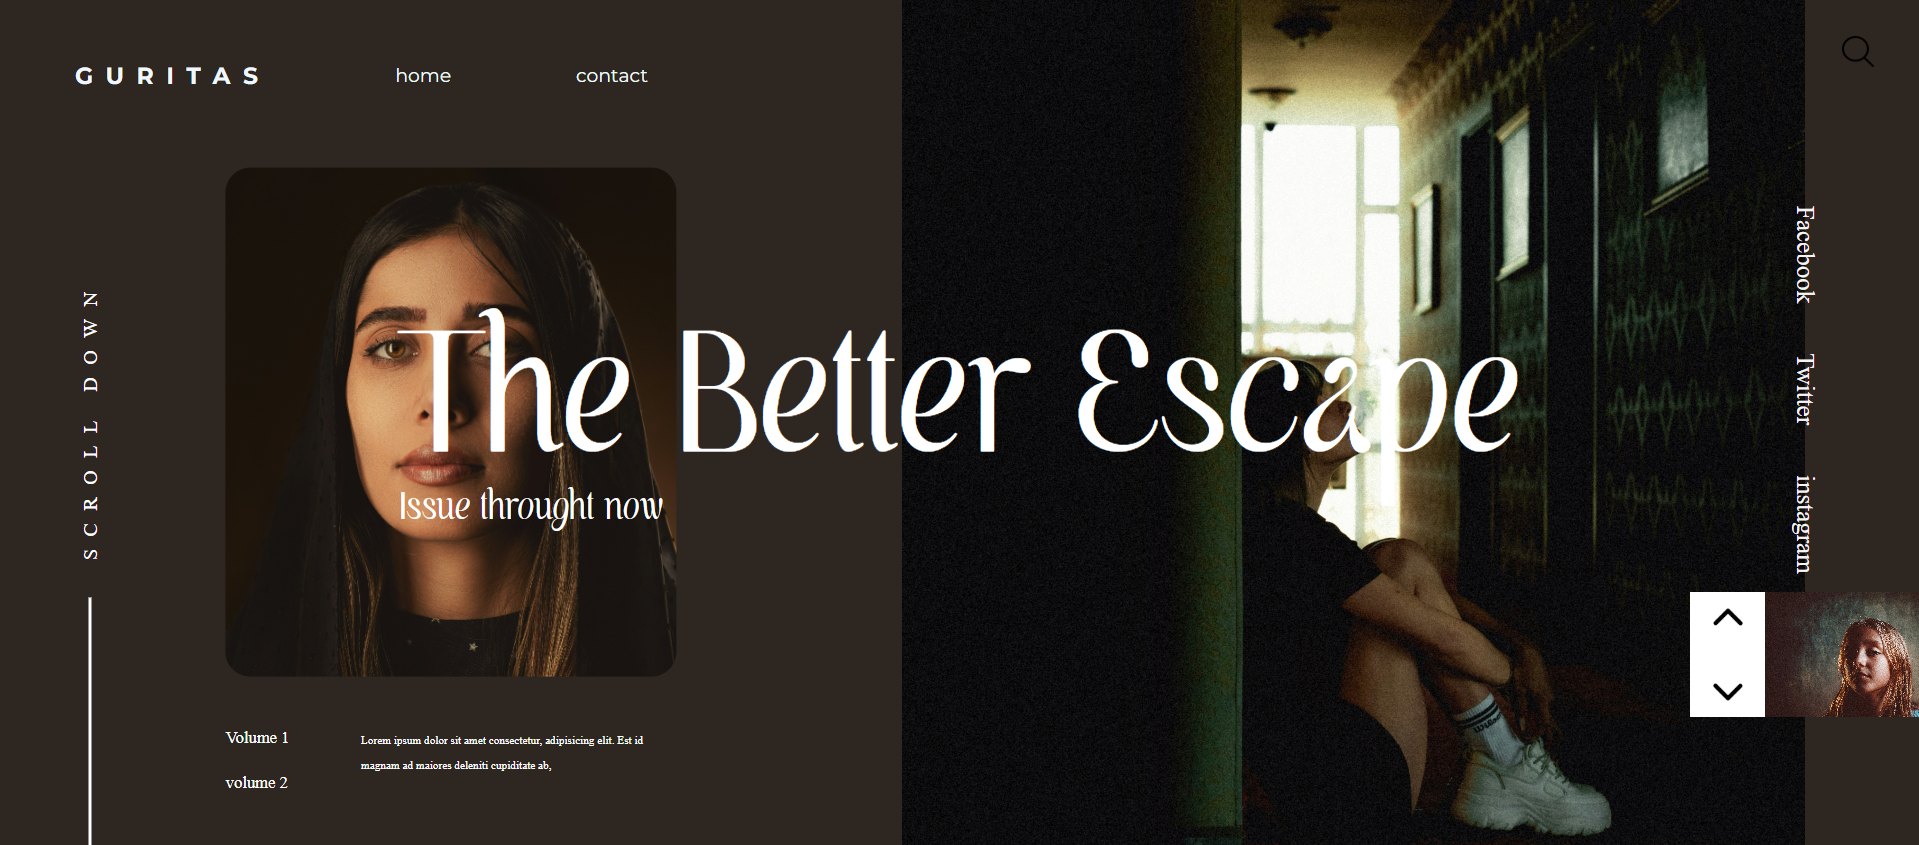 GURITAS
home
contact
SCROLL DOWN
The Better Escape
Issue throught now
Facebook
Twitter
instagram
Volume 1
volume 2
Lorem ipsum dolor sit amet consectetur, adipisicing elit. Est id
magnam ad maiores deleniti cupiditate ab,
Wilson